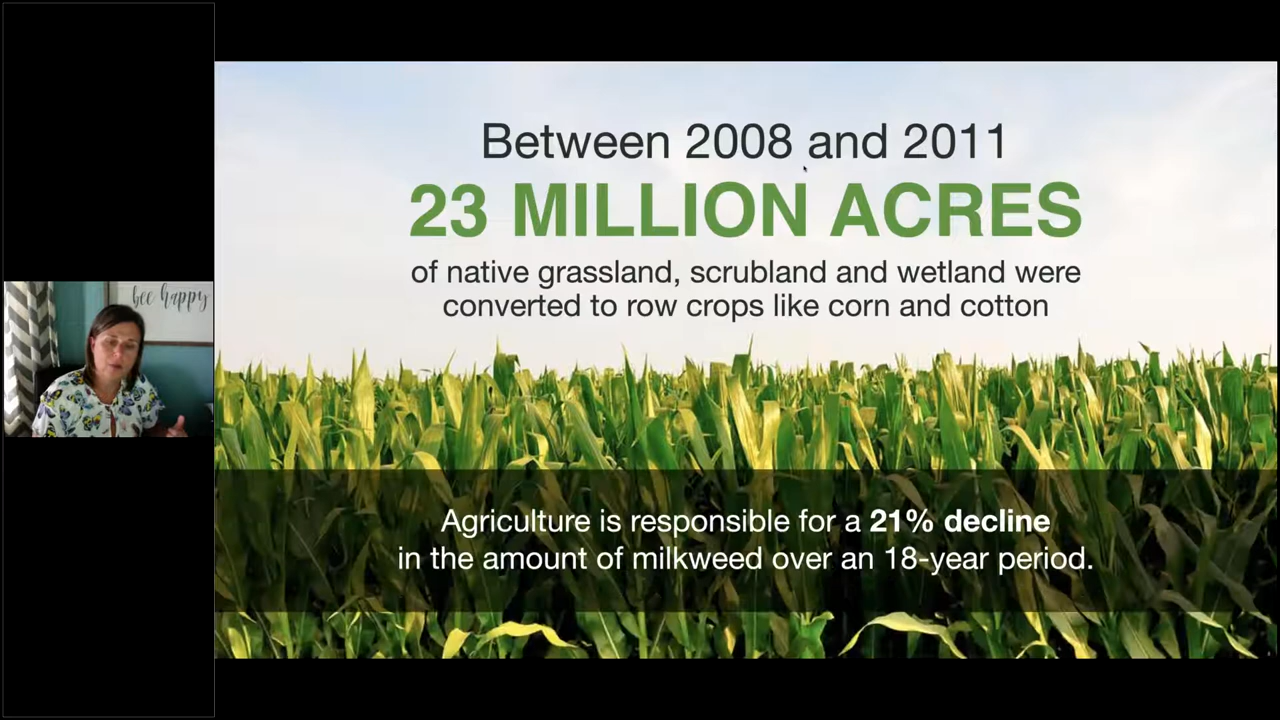 Between 2008 and 2011
23 MILLION ACRES
of native grassland, scrubland and wetland were
converted to row crops like corn and cotton
bee happy
Agriculture is responsible for a 21% decline
in the amount of milkweed over an 18-year period.